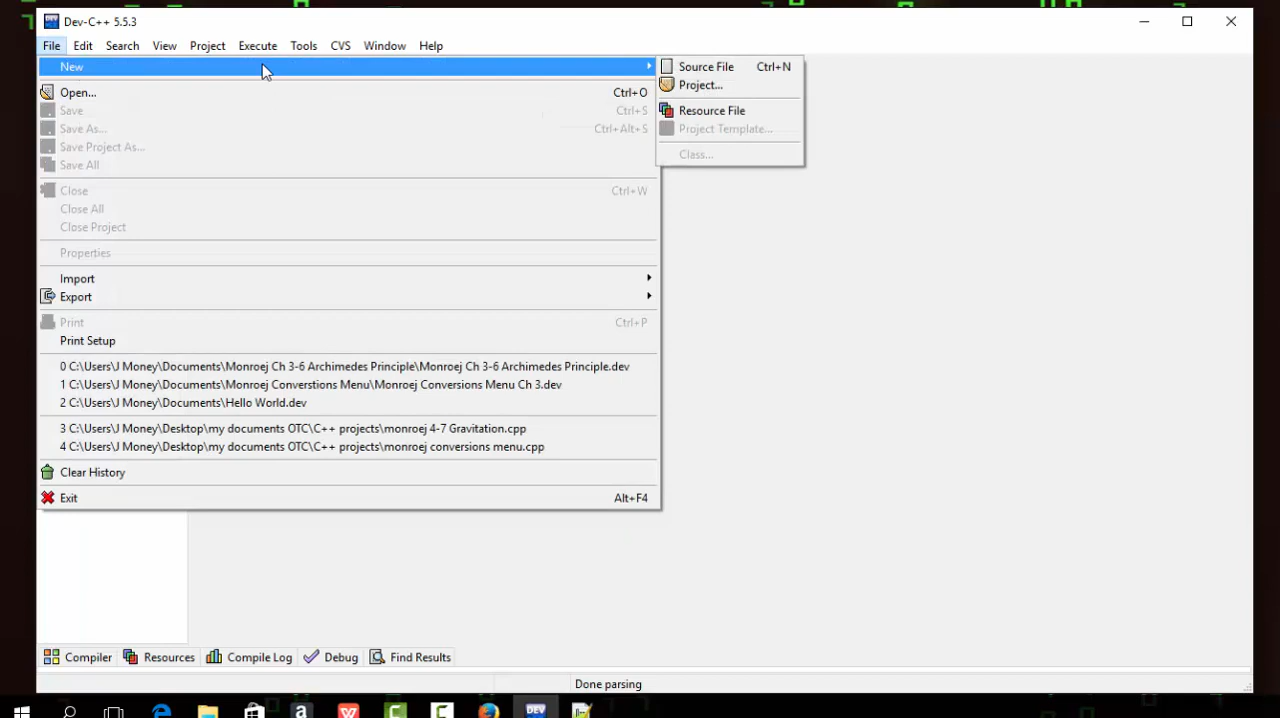 Dev-C++ 5.5.3
File Edit Search View Project Execute Tools CVS Window Help
New
Source File Ctrl+N
Project...
Resource File
Project Template...
Class...
Open... Ctrl+O
Save Ctrl+S
Save As... Ctrl+Alt+S
Save Project As...
Save All
Close Ctrl+W
Close All
Close Project
Properties
Import
Export
Print Ctrl+P
Print Setup
0 C:\Users\J Money\Documents\Monroej Ch 3-6 Archimedes Principle\Monroej Ch 3-6 Archimedes Principle.dev
1 C:\Users\J Money\Documents\Monroej Converstions Menu\Monroej Conversions Menu Ch 3.dev
2 C:\Users\J Money\Documents\Hello World.dev
3 C:\Users\J Money\Desktop\my documents OTC\C++ projects\monroej 4-7 Gravitation.cpp
4 C:\Users\J Money\Desktop\my documents OTC\C++ projects\monroej conversions menu.cpp
Clear History
Exit Alt+F4
Compiler Resources Compile Log Debug Find Results
Done parsing
DEV